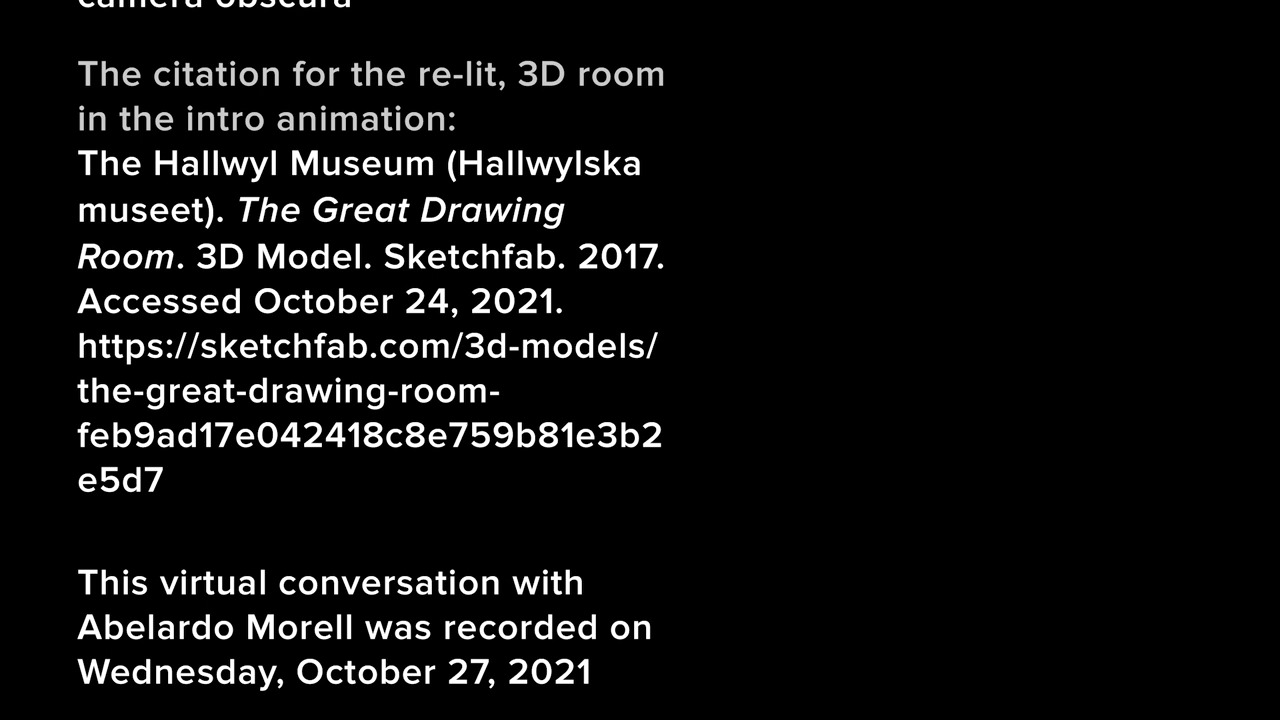 camera obscura
The citation for the re-lit, 3D room
in the intro animation:
The Hallwyl Museum (Hallwylska
museet). The Great Drawing
Room. 3D Model. Sketchfab. 2017.
Accessed October 24, 2021.
https://sketchfab.com/3d-models/
the-great-drawing-room-
feb9ad17e042418c8e759b81e3b2
e5d7
This virtual conversation with
Abelardo Morell was recorded on
Wednesday, October 27, 2021